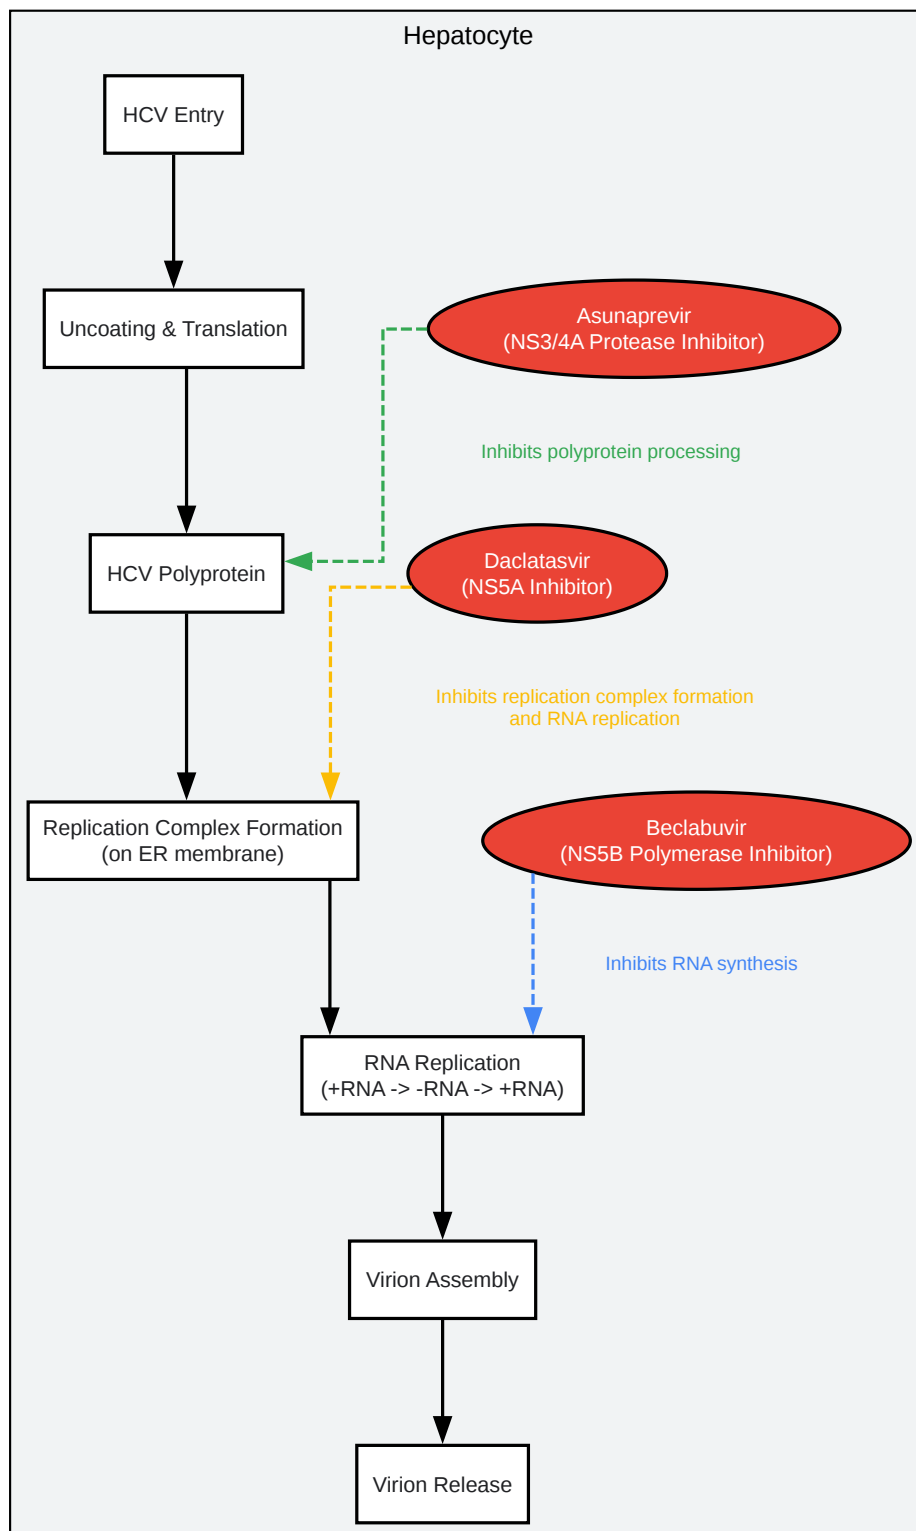 Hepatocyte
HCV Entry
Uncoating & Translation
Asunaprevir
(NS3/4A Protease Inhibitor)
Inhibits polyprotein processing
HCV Polyprotein
Daclatasvir
(NS5A Inhibitor)
Inhibits replication complex formation
and RNA replication
Replication Complex Formation
(on ER membrane)
Beclabuvir
(NS5B Polymerase Inhibitor)
Inhibits RNA synthesis
RNA Replication
(+RNA -> -RNA -> +RNA)
Virion Assembly
Virion Release